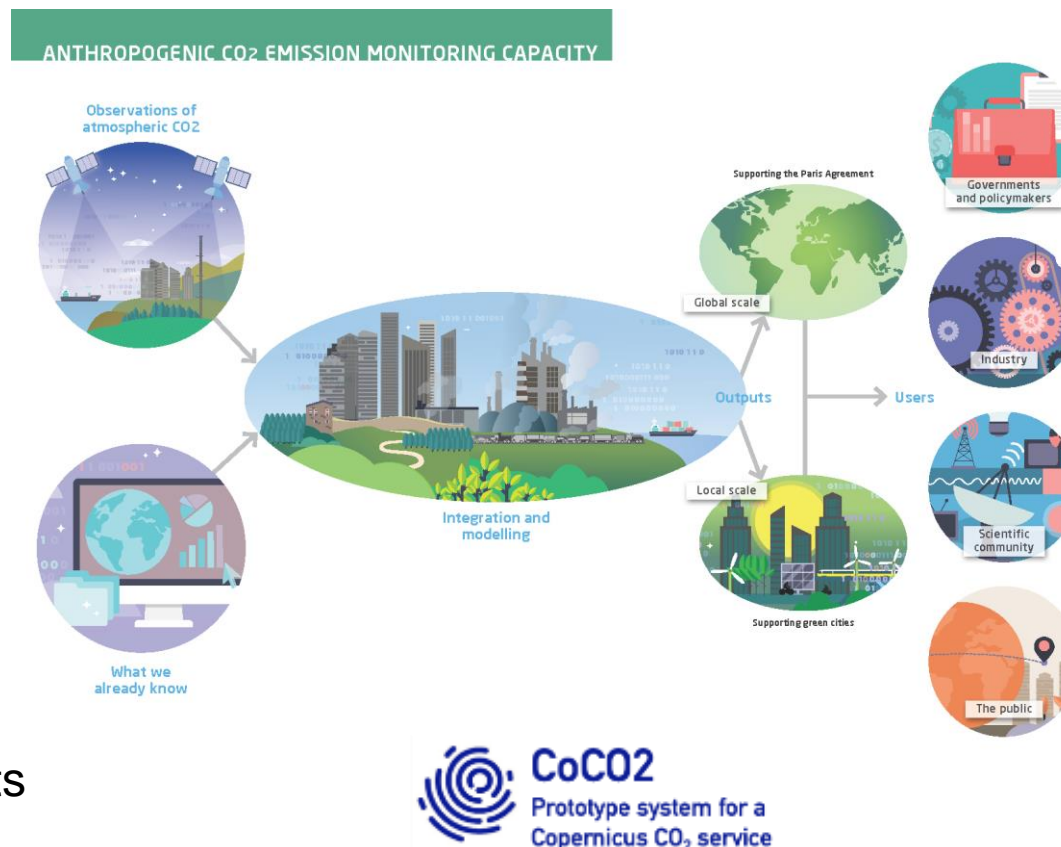 ANTHROPOGENIC CO2 EMISSION MONITORING CAPACITY
Observations of
atmospheric CO2
What we
already know
Integration and
modelling
Supporting the Paris Agreement
Global scale
Outputs
Local scale
Supporting green cities
Users
Governments
and policymakers
Industry
Scientific
community
The public
ts
CoCO2
Prototype system for a
Copernicus CO₂ service